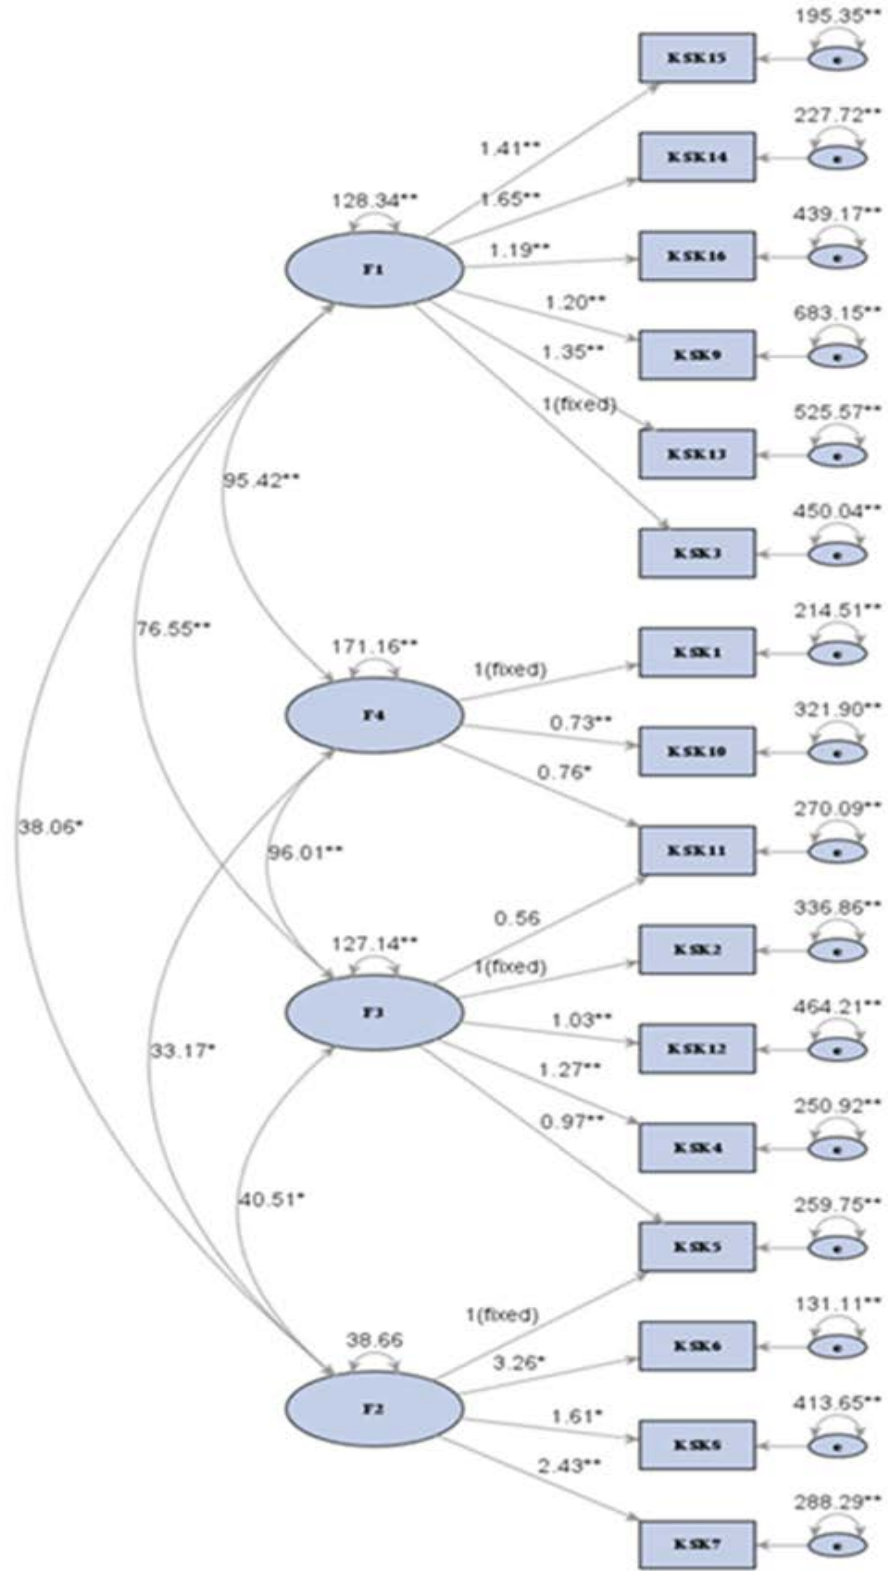 195.35**
KSK15
e
1.41**
227.72**
KSK14
e
128.34**
1.65**
439.17**
F1
1.19**
KSK16
e
1.20**
683.15**
KSK9
e
1.35**
1(fixed)
525.57**
KSK13
e
95.42**
450.04**
KSK3
e
76.55**
214.51**
171.16**
1(fixed)
KSK1
e
F4
0.73**
321.90**
KSK10
e
0.76*
270.09**
38.06*
96.01**
KSK11
e
0.56
336.86**
127.14**
1(fixed)
KSK2
e
F3
1.03**
464.21**
33.17*
KSK12
e
1.27**
0.97**
250.92**
KSK4
e
40.51*
259.75**
KSK5
e
1(fixed)
131.11**
38.66
3.26*
KSK6
e
F2
1.61*
413.65**
KSK8
e
2.43**
288.29**
KSK7
e